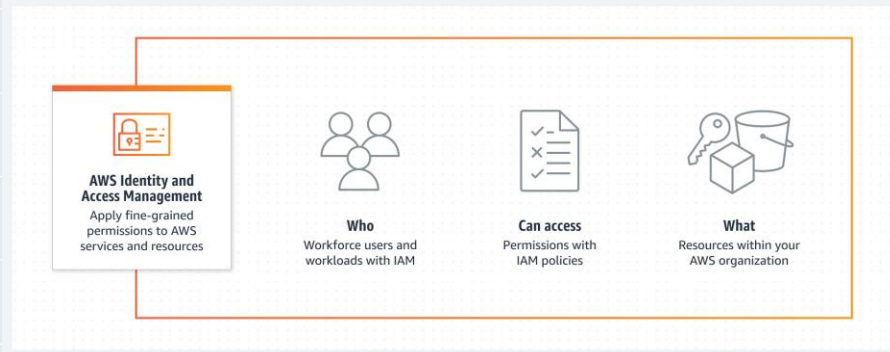 AWS Identity and
Access Management
Apply fine-grained
permissions to AWS
services and resources
Who
Workforce users and
workloads with IAM
Can access
Permissions with
IAM policies
What
Resources within your
AWS organization